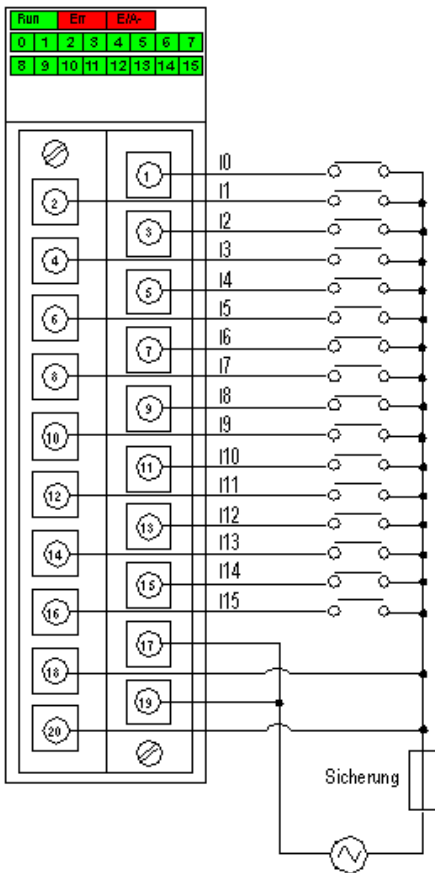 Run Err E/A-
0 1 2 3 4 5 6 7
8 9 10 11 12 13 14 15
1 I0
2 I1
3 I2
4 I3
5 I4
6 I5
7 I6
8 I7
9 I8
10 I9
11 I10
12 I11
13 I12
14 I13
15 I14
16 I15
17
18
19
20
Sicherung